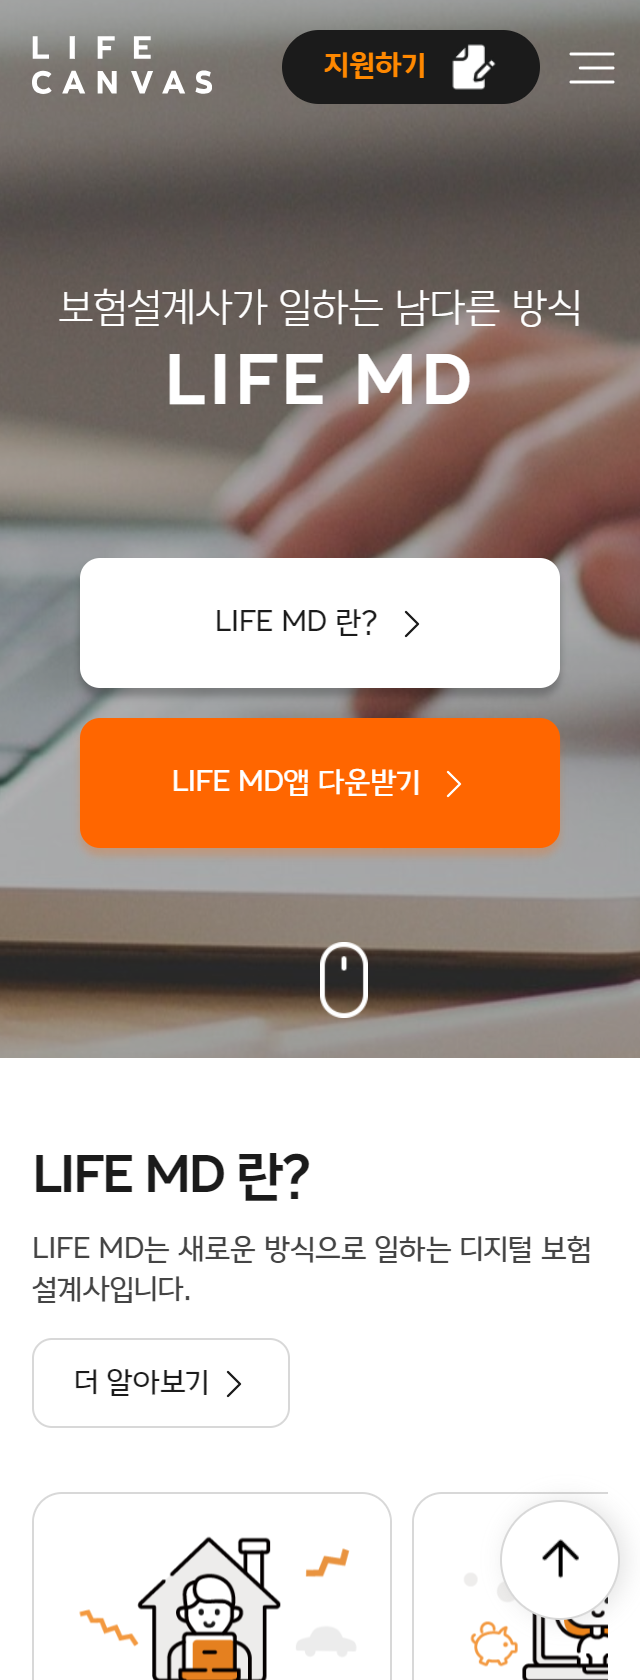 LIFE
CANVAS
지원하기
보험설계사가 일하는 남다른 방식
LIFE MD
LIFE MD 란?
LIFE MD앱 다운받기
LIFE MD 란?
LIFE MD는 새로운 방식으로 일하는 디지털 보험
설계사입니다.
더 알아보기